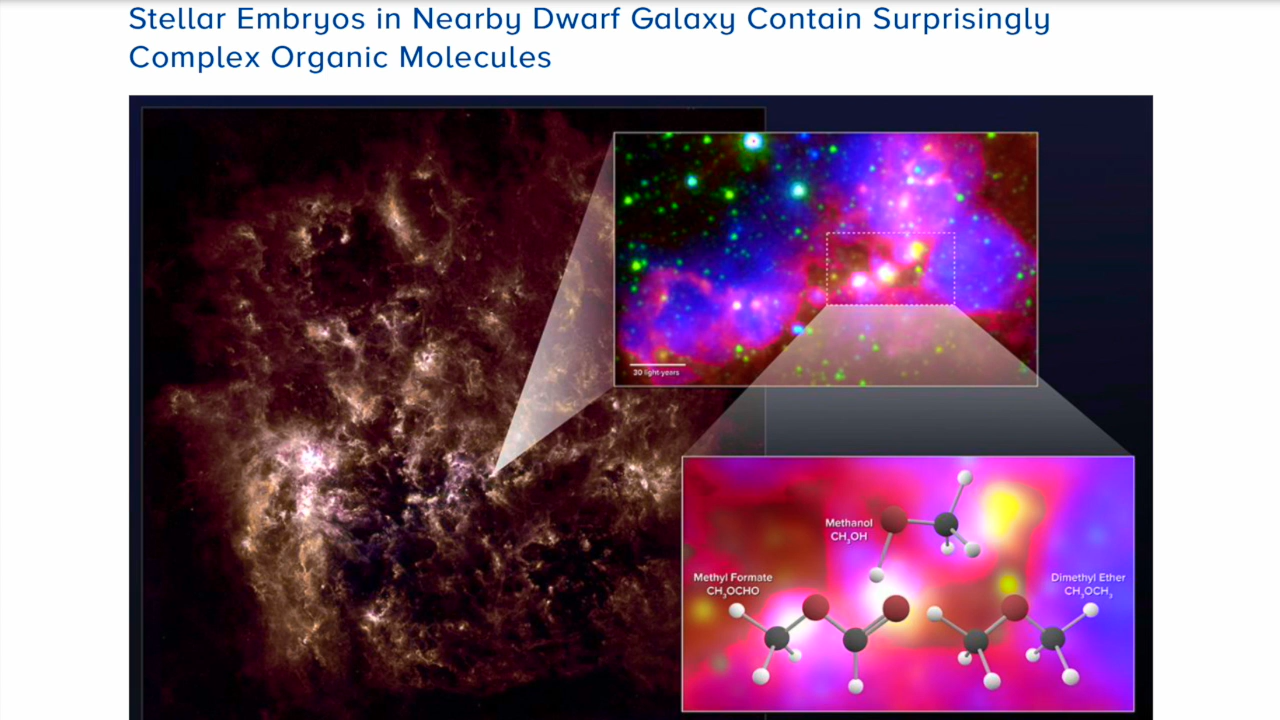 Stellar Embryos in Nearby Dwarf Galaxy Contain Surprisingly
Complex Organic Molecules
30 light-years
Methanol
CH₃OH
Methyl Formate
CH₃OCHO
Dimethyl Ether
CH₃OCH₃